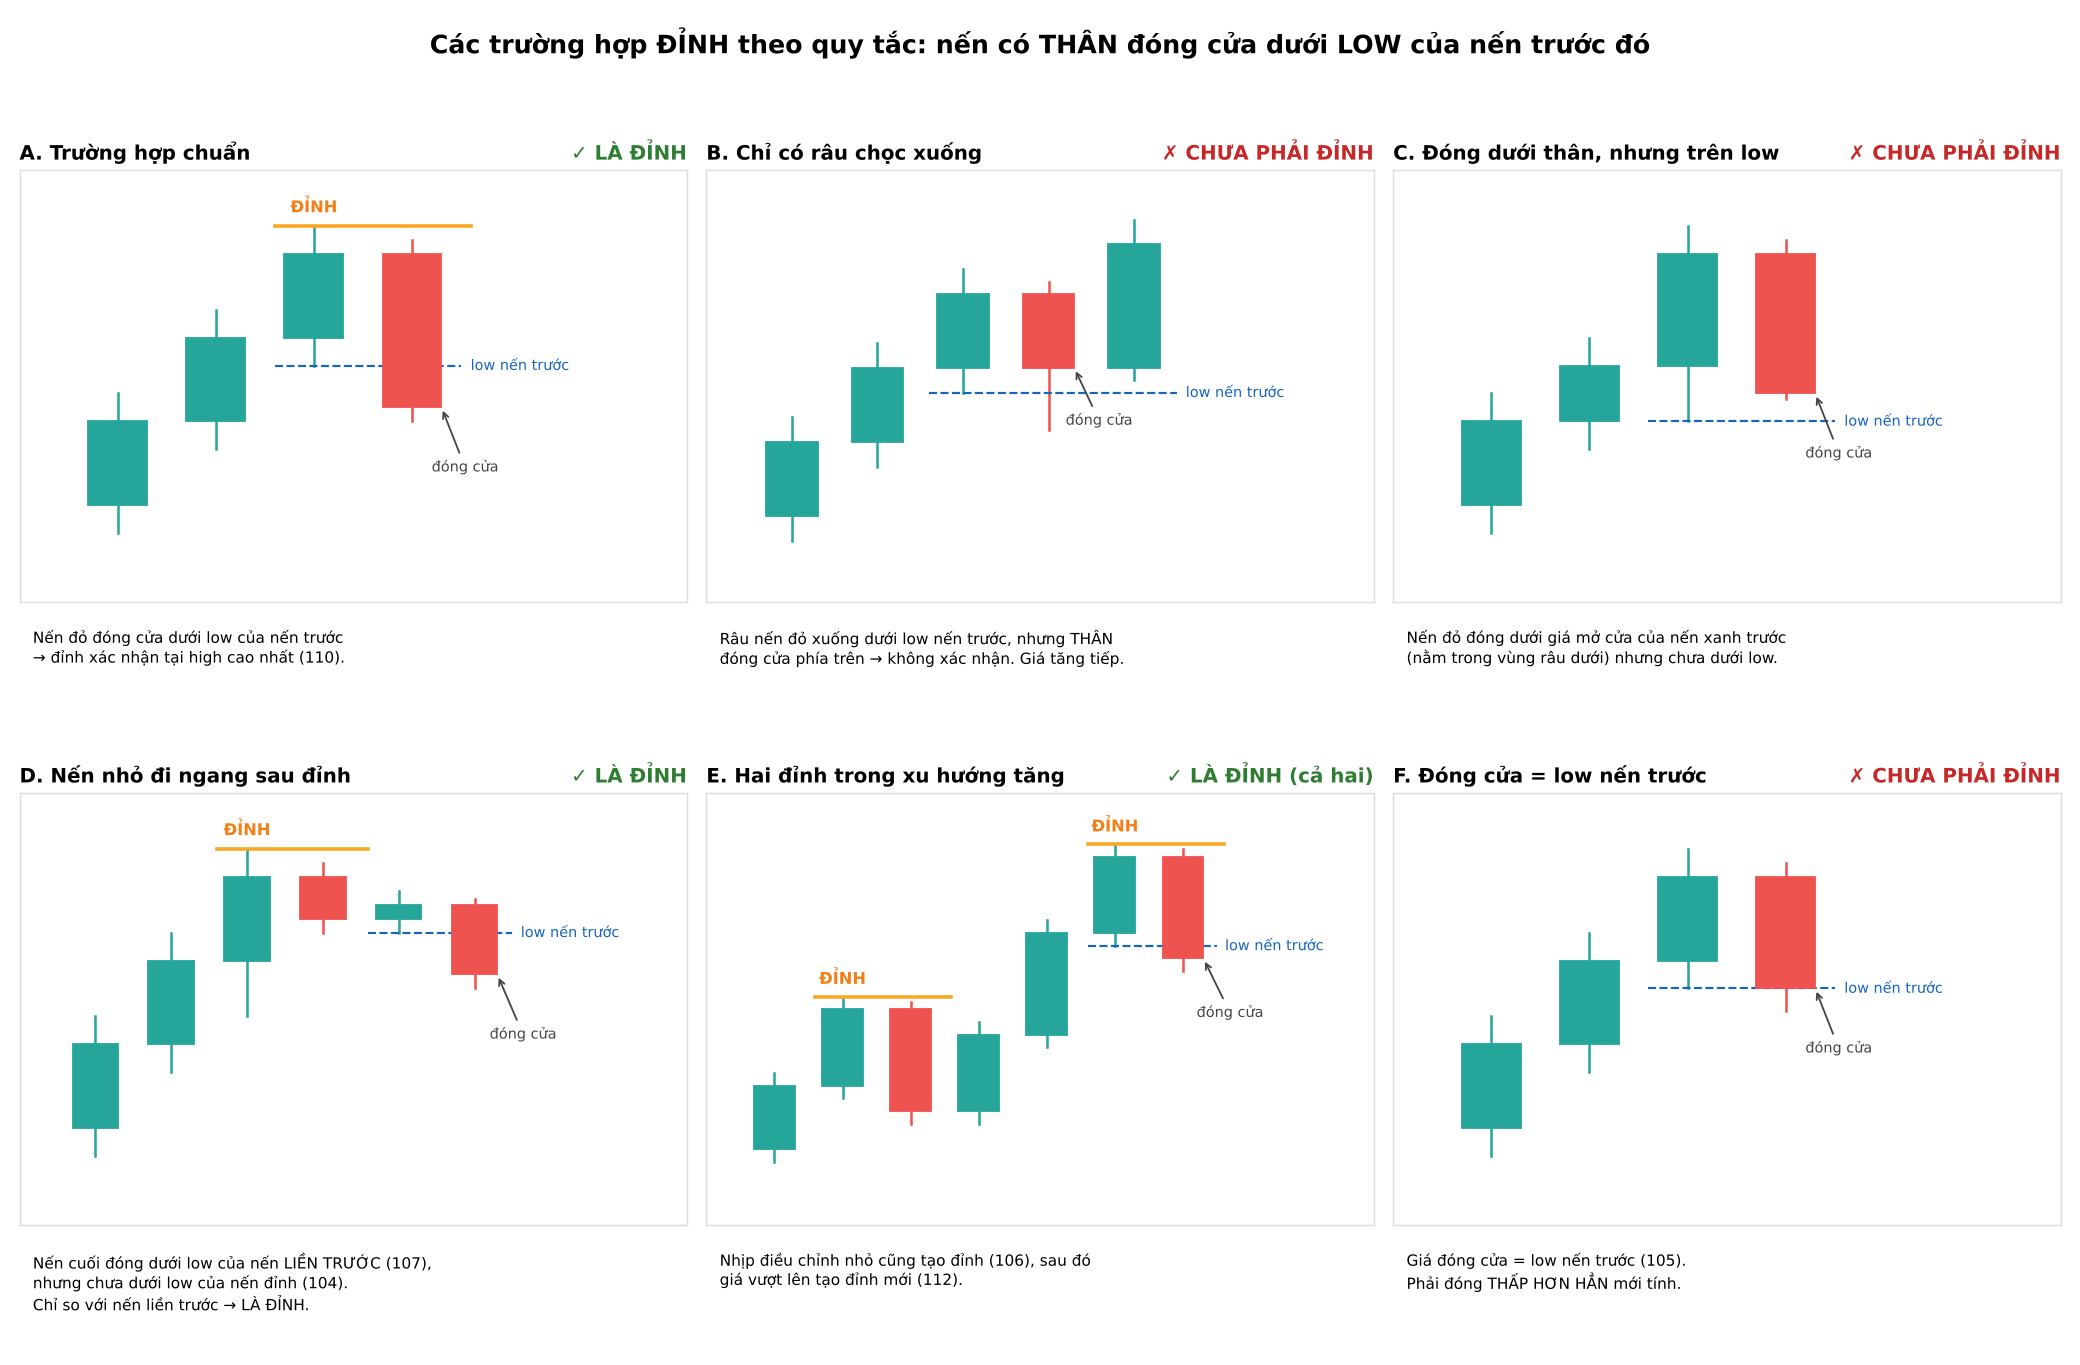 Các trường hợp ĐỈNH theo quy tắc: nến có THÂN đóng cửa dưới LOW của nến trước đó
A. Trường hợp chuẩn
✓ LÀ ĐỈNH
ĐỈNH
low nến trước
đóng cửa
Nến đỏ đóng cửa dưới low của nến trước
→ đỉnh xác nhận tại high cao nhất (110).
B. Chỉ có râu chọc xuống
✗ CHƯA PHẢI ĐỈNH
low nến trước
đóng cửa
Râu nến đỏ xuống dưới low nến trước, nhưng THÂN
đóng cửa phía trên → không xác nhận. Giá tăng tiếp.
C. Đóng dưới thân, nhưng trên low
✗ CHƯA PHẢI ĐỈNH
low nến trước
đóng cửa
Nến đỏ đóng dưới giá mở cửa của nến xanh trước
(nằm trong vùng râu dưới) nhưng chưa dưới low.
D. Nến nhỏ đi ngang sau đỉnh
✓ LÀ ĐỈNH
ĐỈNH
low nến trước
đóng cửa
Nến cuối đóng dưới low của nến LIỀN TRƯỚC (107),
nhưng chưa dưới low của nến đỉnh (104).
Chỉ so với nến liền trước → LÀ ĐỈNH.
E. Hai đỉnh trong xu hướng tăng
✓ LÀ ĐỈNH (cả hai)
ĐỈNH
low nến trước
ĐỈNH
đóng cửa
Nhịp điều chỉnh nhỏ cũng tạo đỉnh (106), sau đó
giá vượt lên tạo đỉnh mới (112).
F. Đóng cửa = low nến trước
✗ CHƯA PHẢI ĐỈNH
low nến trước
đóng cửa
Giá đóng cửa = low nến trước (105).
Phải đóng THẤP HƠN HẲN mới tính.